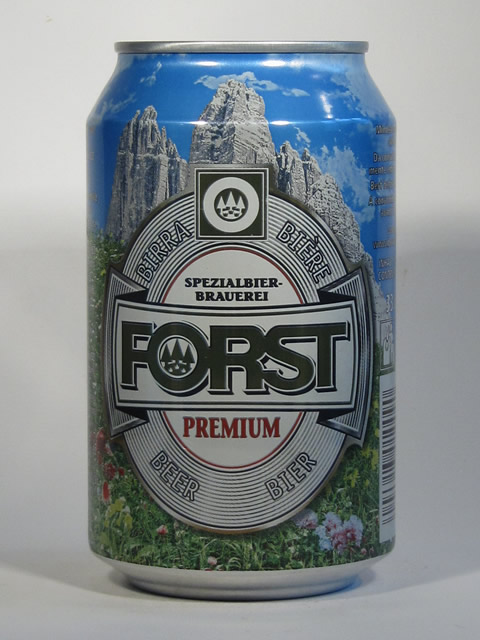 BIRRA BIÈRE
SPEZIALBIER-
BRAUEREI
FORST
PREMIUM
BEER BIER